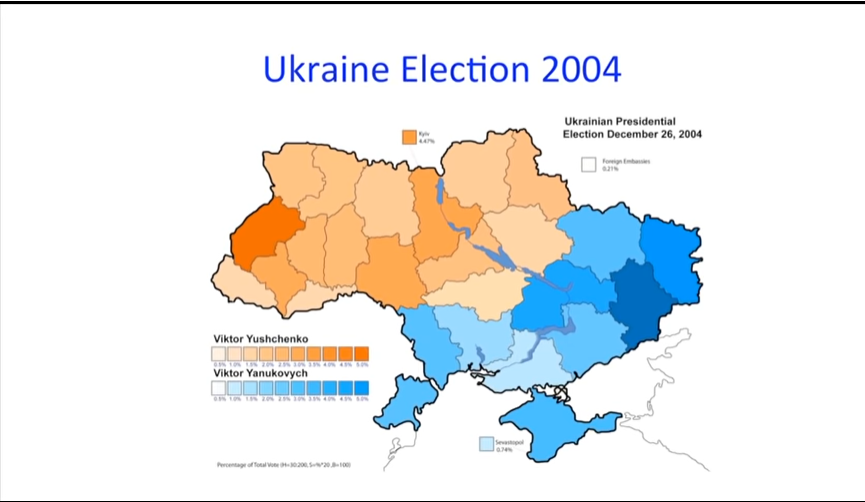 Ukraine Election 2004
Ukrainian Presidential
Election December 26, 2004
Kyiv
4.47%
Foreign Embassies
0.21%
Viktor Yushchenko
0.5% 1.0% 1.5% 2.0% 2.5% 3.0% 3.5% 4.0% 4.5% 5.0%
Viktor Yanukovych
0.5% 1.0% 1.5% 2.0% 2.5% 3.0% 3.5% 4.0% 4.5% 5.0%
Sevastopol
0.74%
Percentage of Total Vote (H=30:200, S=%*20 ,B=100)